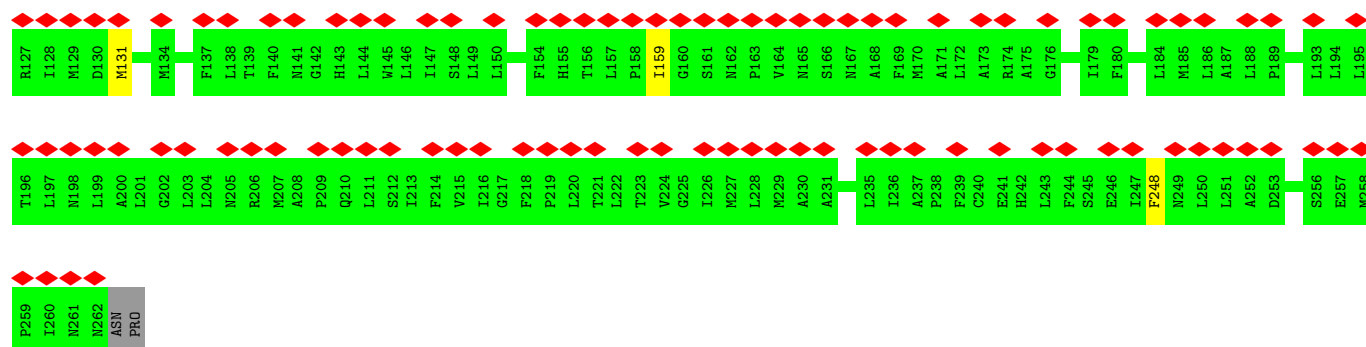 R127 I128 M129 D130 M131 M134 F137 L138 T139 F140 N141 G142 H143 L144 W145 L146 I147 S148 L149 L150 F154 H155 T156 L157 P158 I159 G160 S161 N162 P163 V164 N165 S166 N167 A168 F169 M170 A171 L172 A173 R174 A175 G176 I179 F180 L184 M185 L186 A187 L188 P189 L193 L194 L195
T196 L197 N198 L199 A200 L201 G202 L203 L204 N205 R206 M207 A208 P209 Q210 L211 S212 I213 F214 V215 I216 G217 F218 P219 L220 T221 L222 T223 V224 G225 I226 M227 L228 M229 A230 A231 L235 I236 A237 P238 F239 C240 E241 H242 L243 F244 S245 E246 I247 F248 N249 L250 L251 A252 D253 S256 E257 M258
P259 I260 N261 N262 ASN PRO